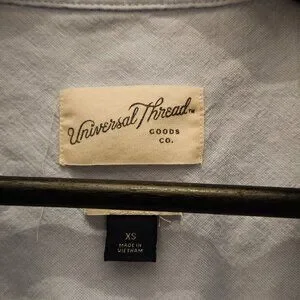 Universal Thread™
GOODS
CO.
XS
MADE IN
VIETNAM